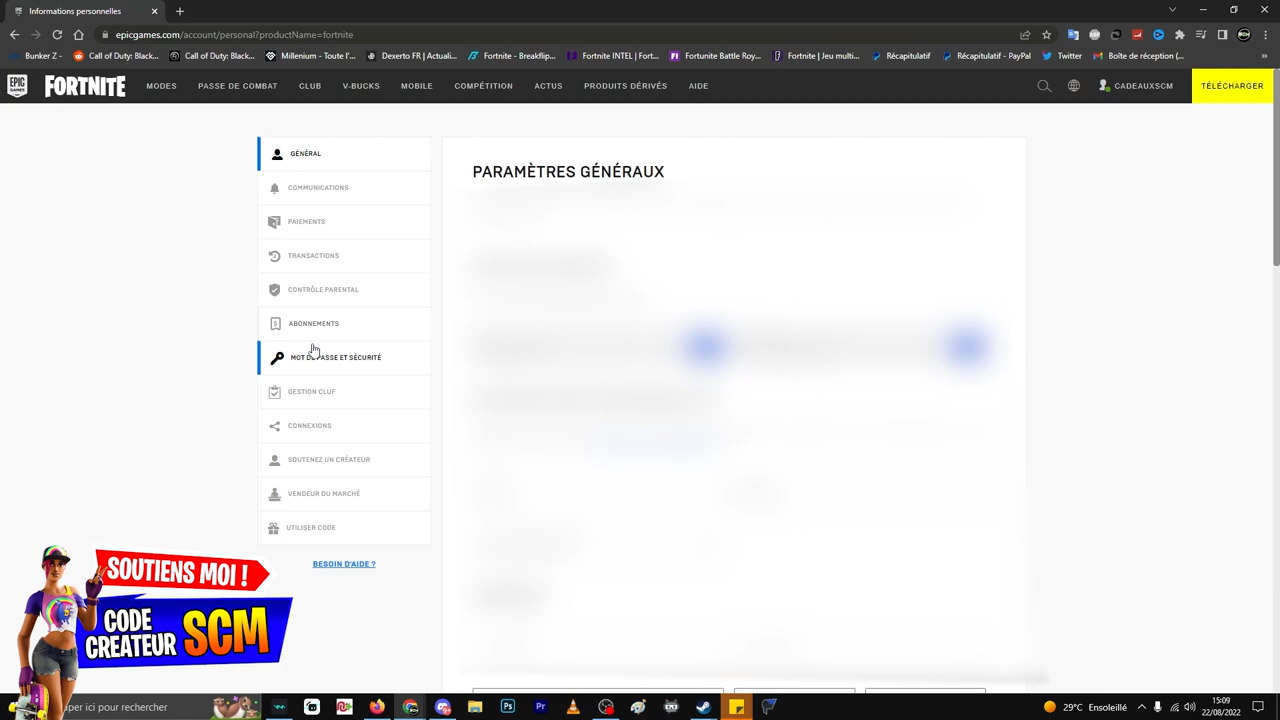 Informations personnelles
epicgames.com/account/personal?productName=fortnite
Bunker Z -
Call of Duty: Black...
Call of Duty: Black...
Millenium - Toute l'...
Dexerto FR | Actuali...
Fortnite - Breakflip...
Fortnite INTEL | Fort...
Fortunite Battle Roy...
Fortnite | Jeu multi...
Récapitulatif
Récapitulatif - PayPal
Twitter
Boîte de réception (...
»
EPIC GAMES
FORTNITE
MODES
PASSE DE COMBAT
CLUB
V-BUCKS
MOBILE
COMPÉTITION
ACTUS
PRODUITS DÉRIVÉS
AIDE
CADEAUXSCM
TÉLÉCHARGER
GÉNÉRAL
COMMUNICATIONS
PAIEMENTS
TRANSACTIONS
CONTRÔLE PARENTAL
ABONNEMENTS
MOT DE PASSE ET SÉCURITÉ
GESTION CLUF
CONNEXIONS
SOUTENEZ UN CRÉATEUR
VENDEUR DU MARCHÉ
UTILISER CODE
BESOIN D'AIDE ?
PARAMÈTRES GÉNÉRAUX
SOUTIENS MOI !
CODE
CREATEUR SCM
per ici pour rechercher
29°C Ensoleillé
15:09
22/08/2022